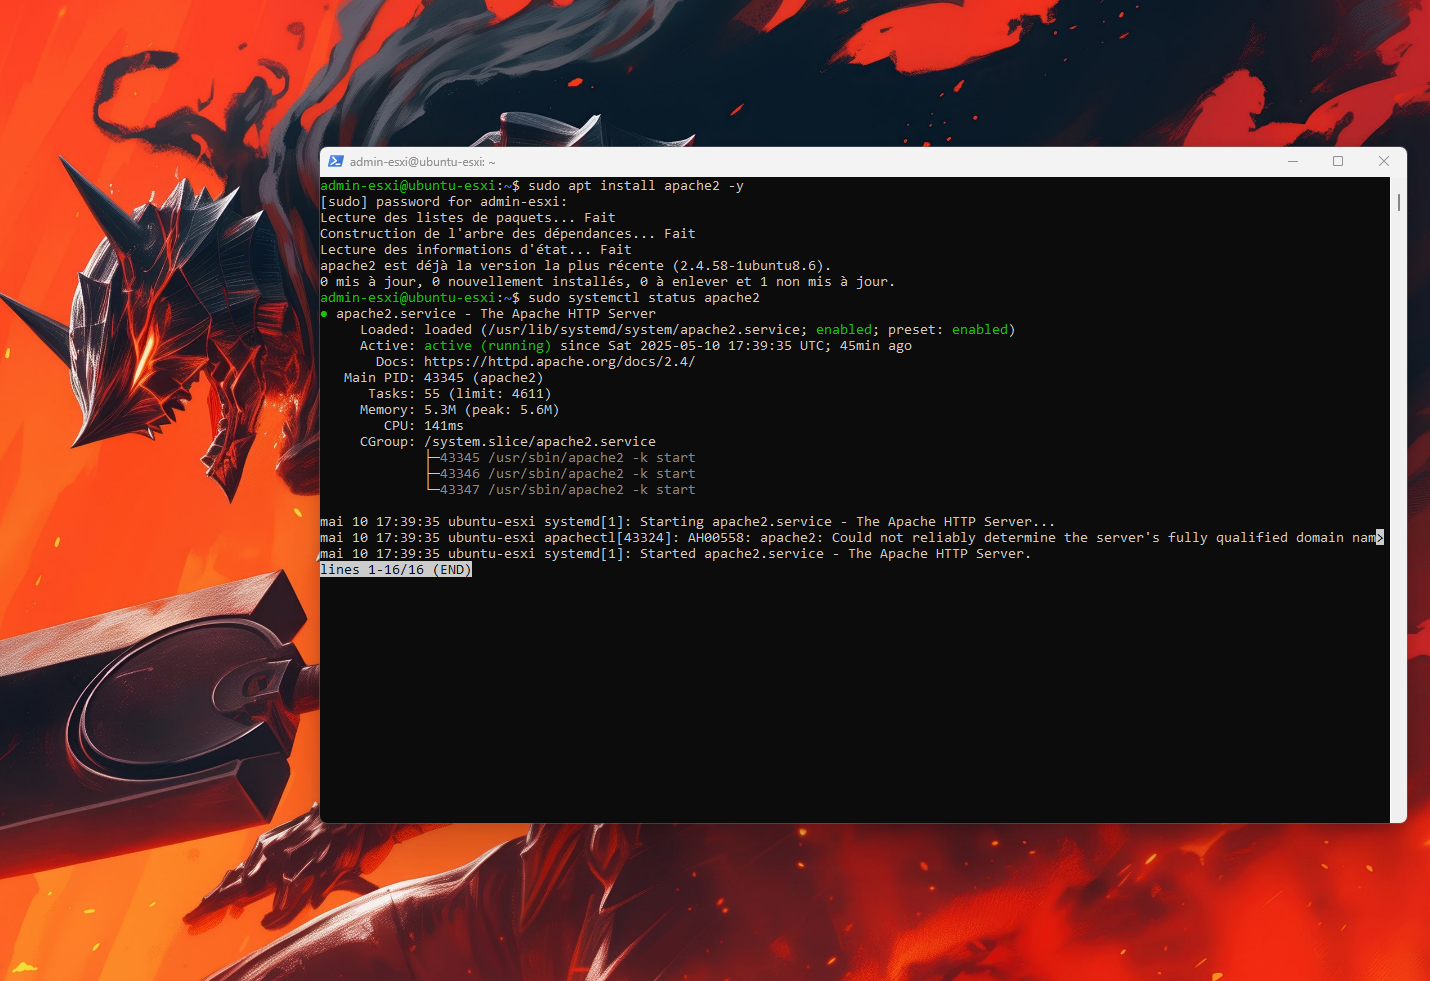 admin-esxi@ubuntu-esxi: ~
admin-esxi@ubuntu-esxi:~$ sudo apt install apache2 -y
[sudo] password for admin-esxi:
Lecture des listes de paquets... Fait
Construction de l'arbre des dépendances... Fait
Lecture des informations d'état... Fait
apache2 est déjà la version la plus récente (2.4.58-1ubuntu8.6).
0 mis à jour, 0 nouvellement installés, 0 à enlever et 1 non mis à jour.
admin-esxi@ubuntu-esxi:~$ sudo systemctl status apache2
● apache2.service - The Apache HTTP Server
Loaded: loaded (/usr/lib/systemd/system/apache2.service; enabled; preset: enabled)
Active: active (running) since Sat 2025-05-10 17:39:35 UTC; 45min ago
Docs: https://httpd.apache.org/docs/2.4/
Main PID: 43345 (apache2)
Tasks: 55 (limit: 4611)
Memory: 5.3M (peak: 5.6M)
CPU: 141ms
CGroup: /system.slice/apache2.service
├─43345 /usr/sbin/apache2 -k start
├─43346 /usr/sbin/apache2 -k start
└─43347 /usr/sbin/apache2 -k start
mai 10 17:39:35 ubuntu-esxi systemd[1]: Starting apache2.service - The Apache HTTP Server...
mai 10 17:39:35 ubuntu-esxi apachectl[43324]: AH00558: apache2: Could not reliably determine the server's fully qualified domain nam>
mai 10 17:39:35 ubuntu-esxi systemd[1]: Started apache2.service - The Apache HTTP Server.
lines 1-16/16 (END)